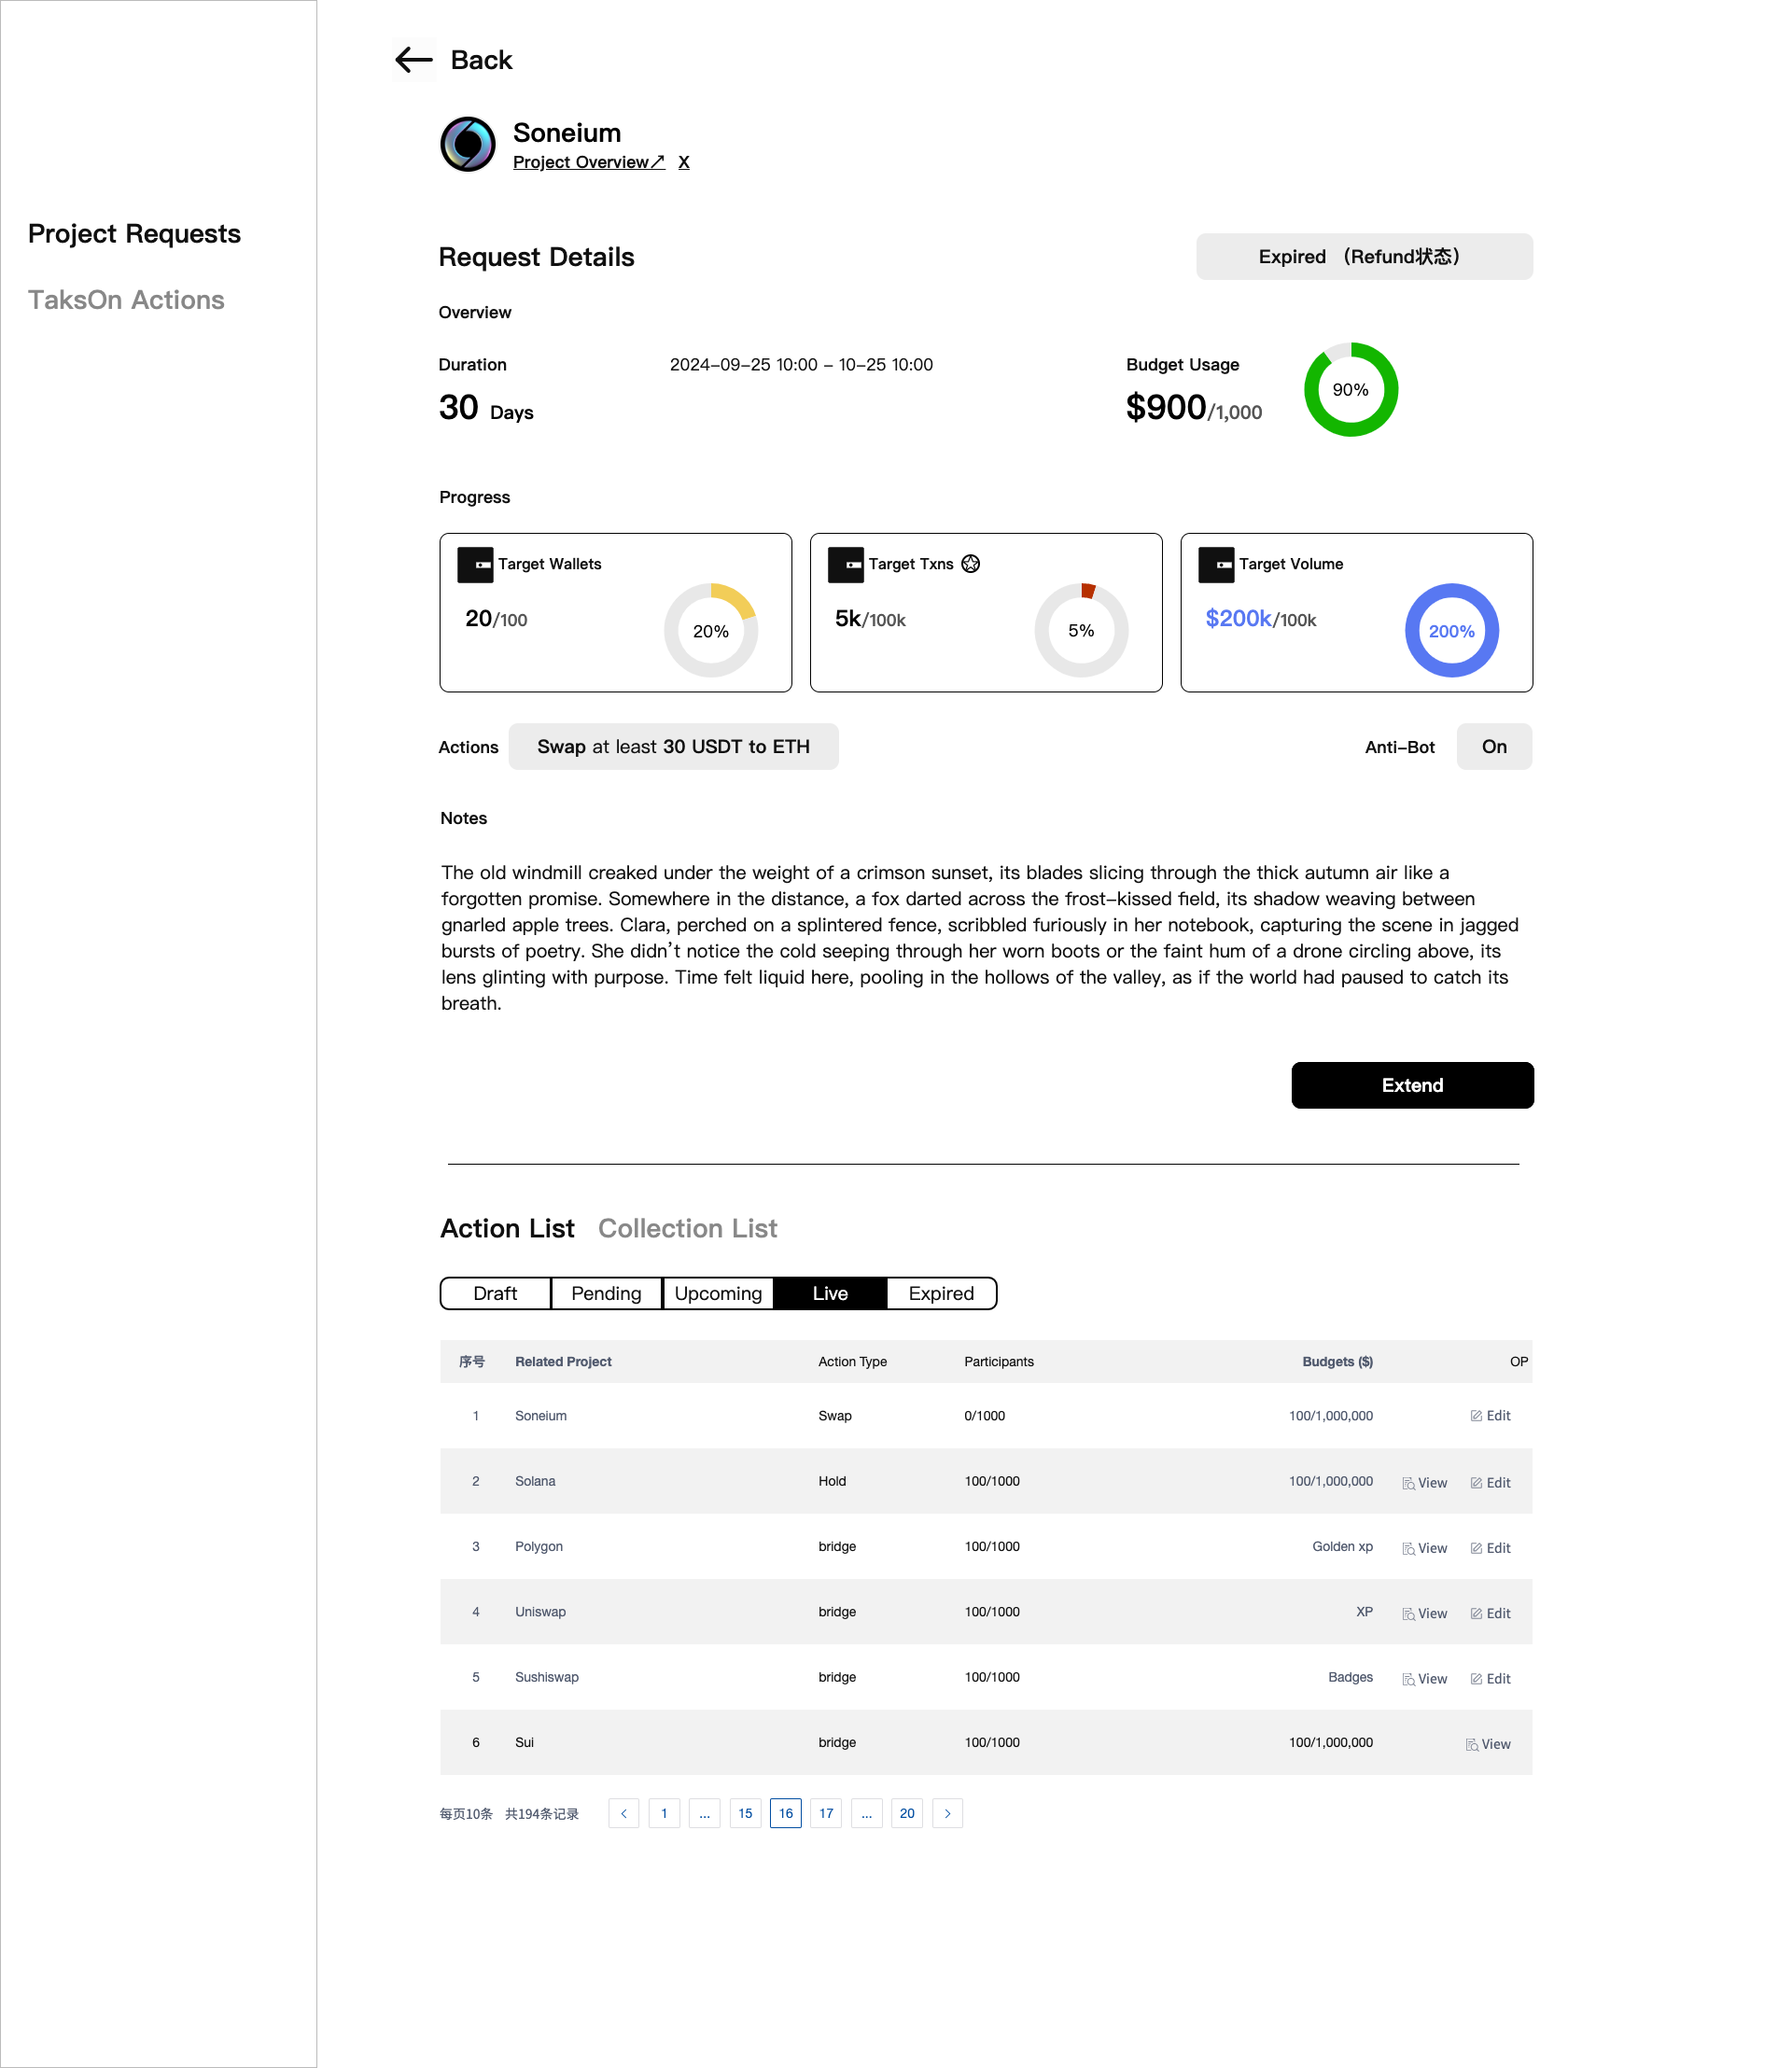 Back
Soneium
Project Overview↗ X
Project Requests
TaksOn Actions
Request Details
Expired （Refund状态）
Overview
Duration
2024-09-25 10:00 - 10-25 10:00
Budget Usage
30 Days
$900/1,000
90%
Progress
Target Wallets
20/100
20%
Target Txns
5k/100k
5%
Target Volume
$200k/100k
200%
Actions
Swap at least 30 USDT to ETH
Anti-Bot
On
Notes
The old windmill creaked under the weight of a crimson sunset, its blades slicing through the thick autumn air like a
forgotten promise. Somewhere in the distance, a fox darted across the frost-kissed field, its shadow weaving between
gnarled apple trees. Clara, perched on a splintered fence, scribbled furiously in her notebook, capturing the scene in jagged
bursts of poetry. She didn't notice the cold seeping through her worn boots or the faint hum of a drone circling above, its
lens glinting with purpose. Time felt liquid here, pooling in the hollows of the valley, as if the world had paused to catch its
breath.
Extend
Action List Collection List
Draft Pending Upcoming Live Expired
序号 Related Project Action Type Participants Budgets ($) OP
1 Soneium Swap 0/1000 100/1,000,000 Edit
2 Solana Hold 100/1000 100/1,000,000 View Edit
3 Polygon bridge 100/1000 Golden xp View Edit
4 Uniswap bridge 100/1000 XP View Edit
5 Sushiswap bridge 100/1000 Badges View Edit
6 Sui bridge 100/1000 100/1,000,000 View
每页10条 共194条记录 < 1 ... 15 16 17 ... 20 >